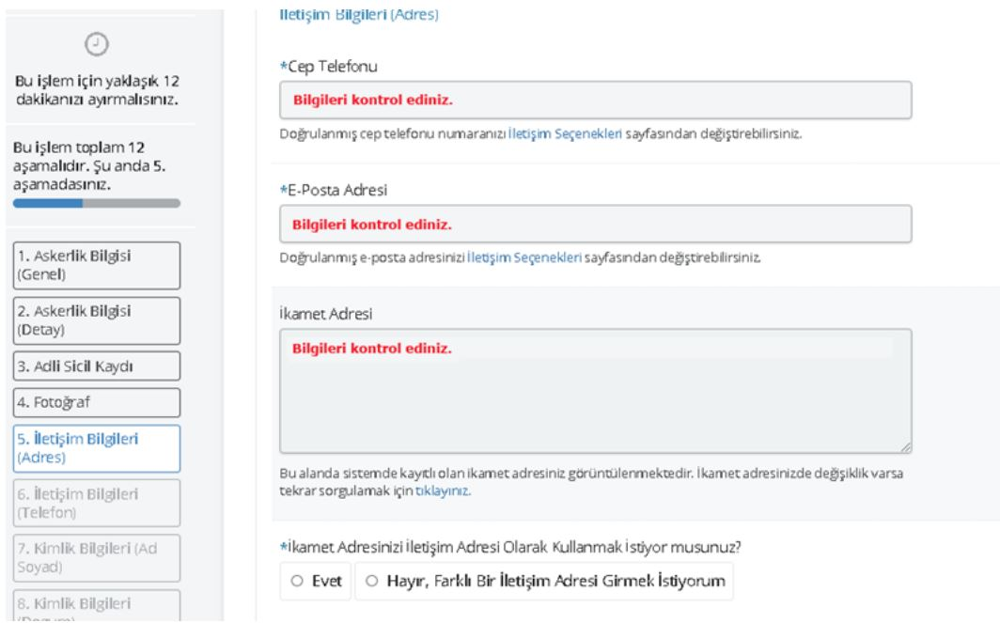 Bu işlem için yaklaşık 12
dakikanızı ayırmalısınız.
Bu işlem toplam 12
aşamalıdır. Şu anda 5.
aşamadasınız.
1. Askerlik Bilgisi
(Genel)
2. Askerlik Bilgisi
(Detay)
3. Adli Sicil Kaydı
4. Fotoğraf
5. İletişim Bilgileri
(Adres)
6. İletişim Bilgileri
(Telefon)
7. Kimlik Bilgileri (Ad
Soyad)
8. Kimlik Bilgileri
İletişim Bilgileri (Adres)
*Cep Telefonu
Bilgileri kontrol ediniz.
Doğrulanmış cep telefonu numaranızı İletişim Seçenekleri sayfasından değiştirebilirsiniz.
*E-Posta Adresi
Bilgileri kontrol ediniz.
Doğrulanmış e-posta adresinizi İletişim Seçenekleri sayfasından değiştirebilirsiniz.
İkamet Adresi
Bilgileri kontrol ediniz.
Bu alanda sistemde kayıtlı olan ikamet adresiniz görüntülenmektedir. İkamet adresinizde değişiklik varsa
tekrar sorgulamak için tıklayınız.
*İkamet Adresinizi İletişim Adresi Olarak Kullanmak İstiyor musunuz?
Evet
Hayır, Farklı Bir İletişim Adresi Girmek İstiyorum